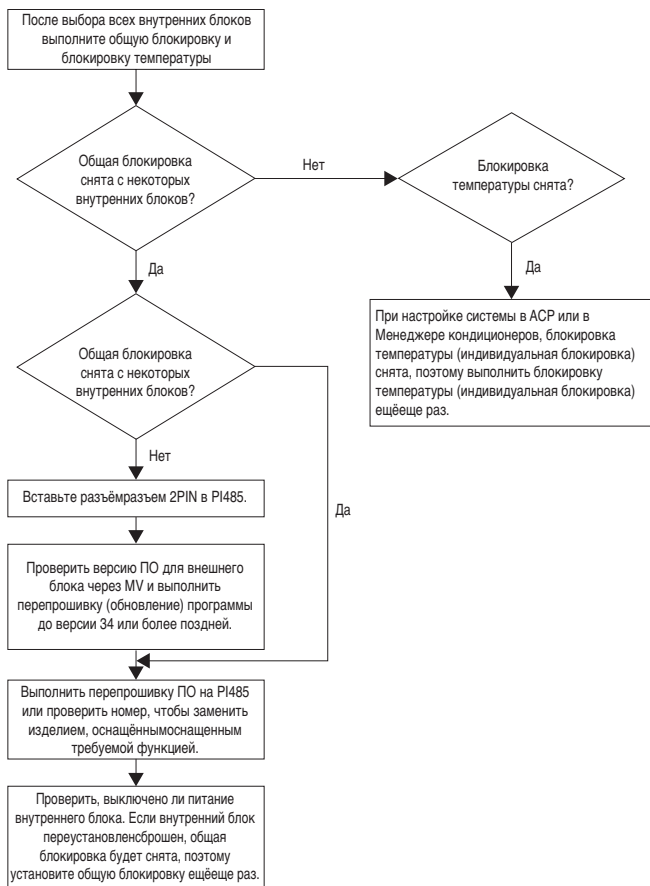 После выбора всех внутренних блоков
выполните общую блокировку и
блокировку температуры
Общая блокировка
снята с некоторых
внутренних блоков?
Нет
Блокировка
температуры снята?
Да
Да
При настройке системы в ACP или в
Менеджере кондиционеров, блокировка
температуры (индивидуальная блокировка)
снята, поэтому выполнить блокировку
температуры (индивидуальная блокировка)
ещёеще раз.
Общая блокировка
снята с некоторых
внутренних блоков?
Нет
Да
Вставьте разъёмразъем 2PIN в PI485.
Проверить версию ПО для внешнего
блока через MV и выполнить
перепрошивку (обновление) программы
до версии 34 или более поздней.
Выполнить перепрошивку ПО на PI485
или проверить номер, чтобы заменить
изделием, оснащённымоснащенным
требуемой функцией.
Проверить, выключено ли питание
внутреннего блока. Если внутренний блок
переустановленсброшен, общая
блокировка будет снята, поэтому
установите общую блокировку ещёеще раз.